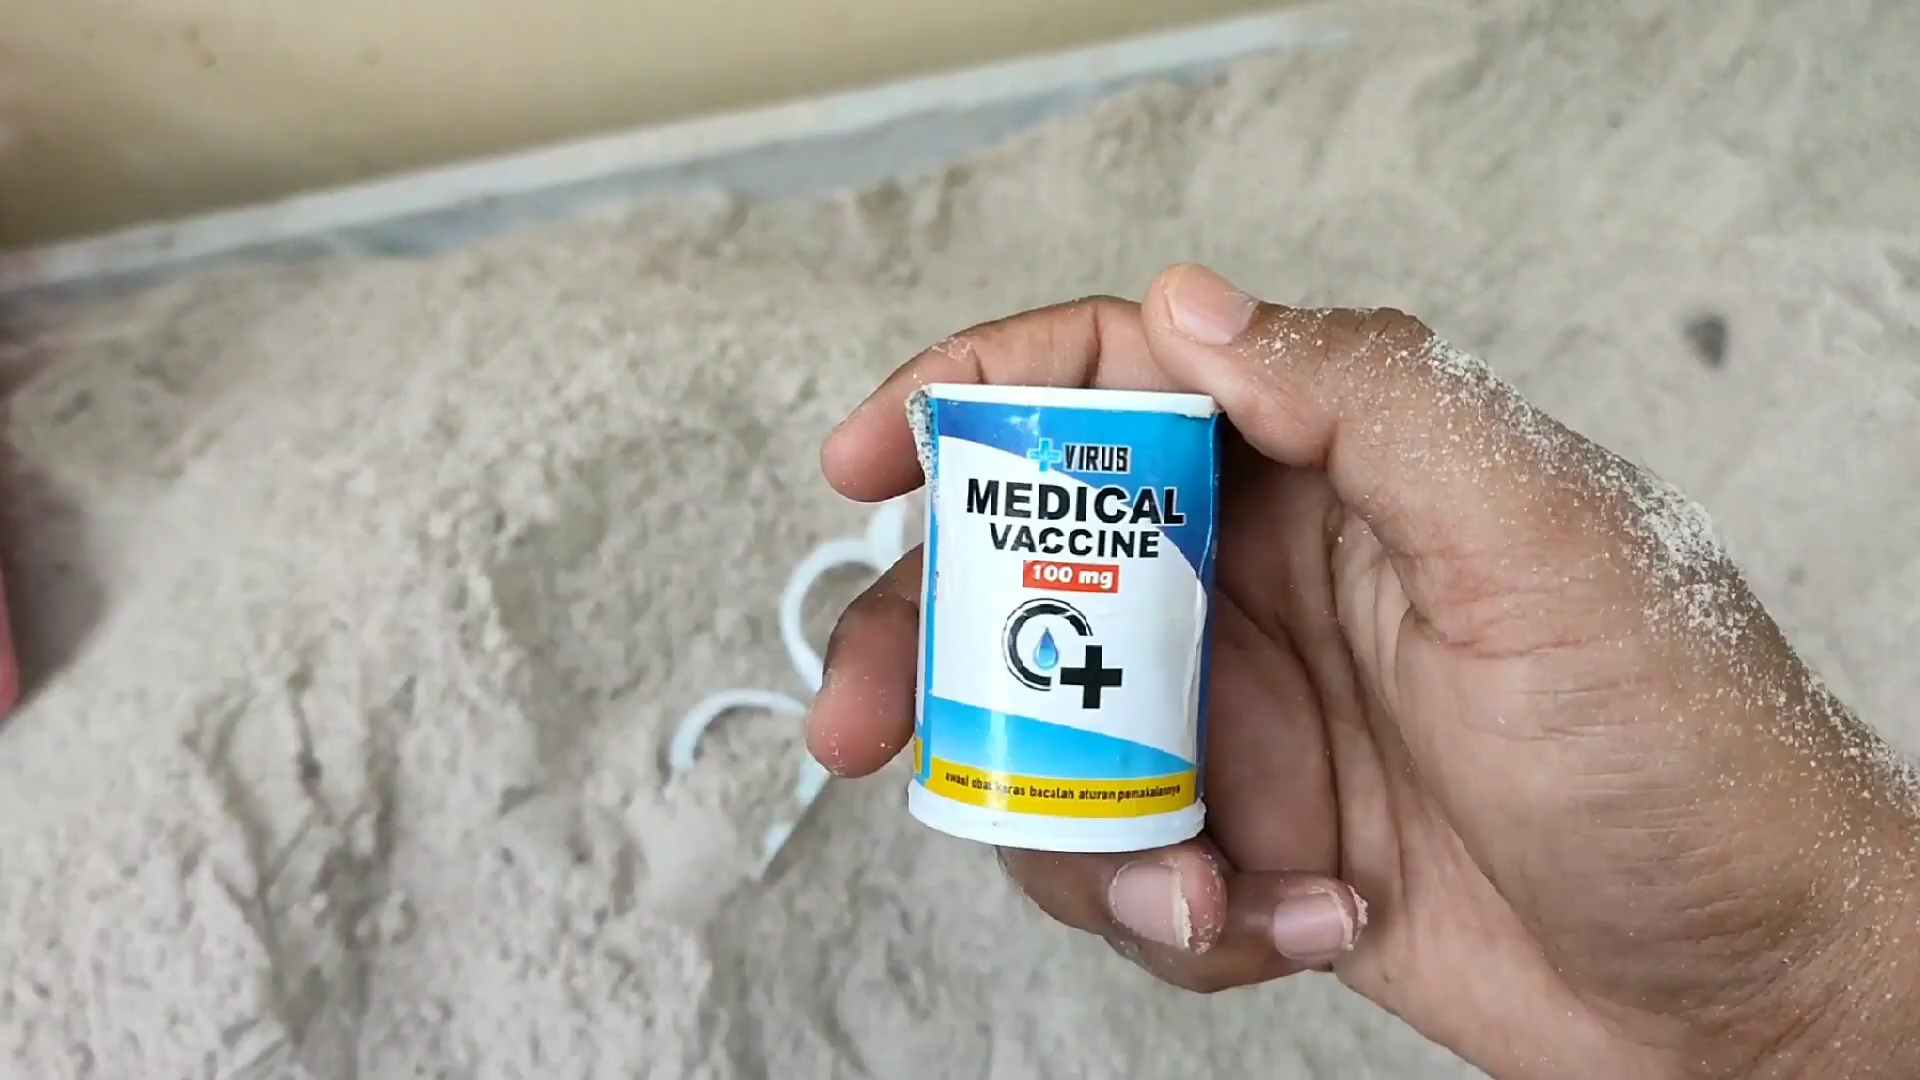 VIRUS
MEDICAL
VACCINE
100 mg
awas! obat keras bacalah aturan pemakaiannya